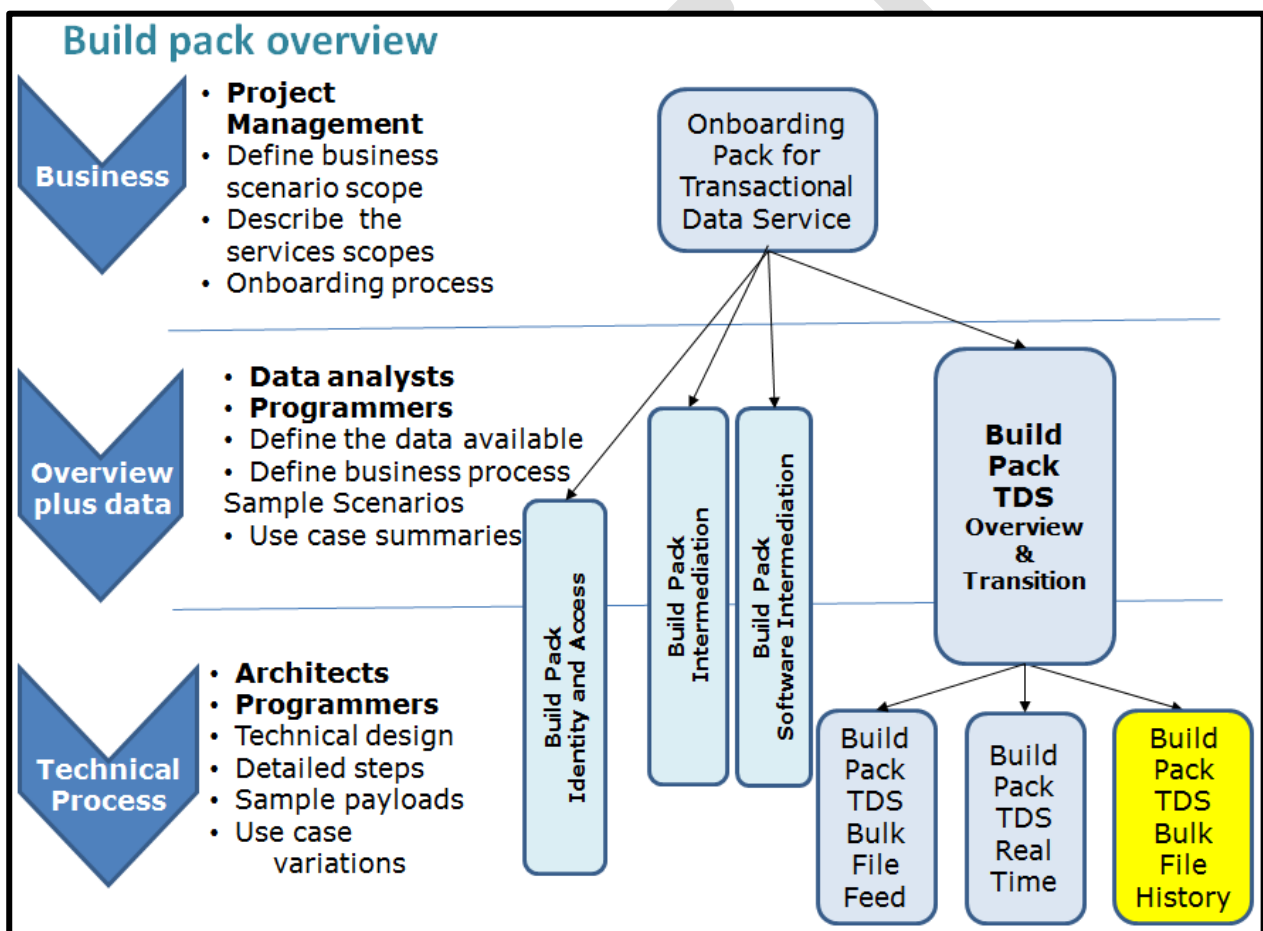 Build pack overview
Business
• Project
Management
• Define business
scenario scope
• Describe the
services scopes
• Onboarding process
Onboarding
Pack for
Transactional
Data Service
Overview
plus data
• Data analysts
• Programmers
• Define the data available
• Define business process
Sample Scenarios
• Use case summaries
Build Pack
Identity and Access
Build Pack
Intermediation
Build Pack
Software Intermediation
Build
Pack
TDS
Overview
&
Transition
Technical
Process
• Architects
• Programmers
• Technical design
• Detailed steps
• Sample payloads
• Use case
variations
Build
Pack
TDS
Bulk
File
Feed
Build
Pack
TDS
Real
Time
Build
Pack
TDS
Bulk
File
History